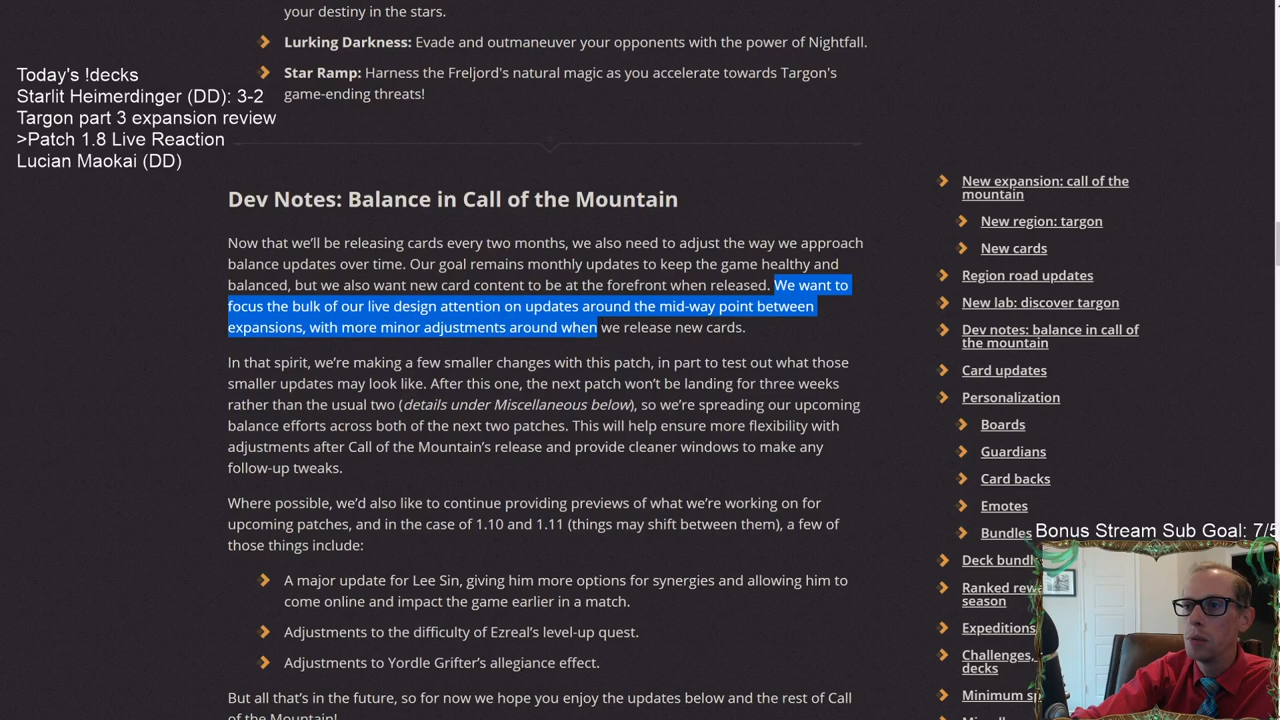 your destiny in the stars.
Lurking Darkness: Evade and outmaneuver your opponents with the power of Nightfall.
Star Ramp: Harness the Freljord's natural magic as you accelerate towards Targon's
game-ending threats!
Today's !decks
Starlit Heimerdinger (DD): 3-2
Targon part 3 expansion review
>Patch 1.8 Live Reaction
Lucian Maokai (DD)
Dev Notes: Balance in Call of the Mountain
Now that we'll be releasing cards every two months, we also need to adjust the way we approach
balance updates over time. Our goal remains monthly updates to keep the game healthy and
balanced, but we also want new card content to be at the forefront when released. We want to
focus the bulk of our live design attention on updates around the mid-way point between
expansions, with more minor adjustments around when we release new cards.
In that spirit, we're making a few smaller changes with this patch, in part to test out what those
smaller updates may look like. After this one, the next patch won't be landing for three weeks
rather than the usual two (details under Miscellaneous below), so we're spreading our upcoming
balance efforts across both of the next two patches. This will help ensure more flexibility with
adjustments after Call of the Mountain's release and provide cleaner windows to make any
follow-up tweaks.
Where possible, we'd also like to continue providing previews of what we're working on for
upcoming patches, and in the case of 1.10 and 1.11 (things may shift between them), a few of
those things include:
A major update for Lee Sin, giving him more options for synergies and allowing him to
come online and impact the game earlier in a match.
Adjustments to the difficulty of Ezreal's level-up quest.
Adjustments to Yordle Grifter's allegiance effect.
But all that's in the future, so for now we hope you enjoy the updates below and the rest of Call
of the Mountain!
New expansion: call of the
mountain
New region: targon
New cards
Region road updates
New lab: discover targon
Dev notes: balance in call of
the mountain
Card updates
Personalization
Boards
Guardians
Card backs
Emotes
Bundles
Bonus Stream Sub Goal: 7/5
Deck bundl
Ranked rew
season
Expeditions
Challenges,
decks
Minimum sp